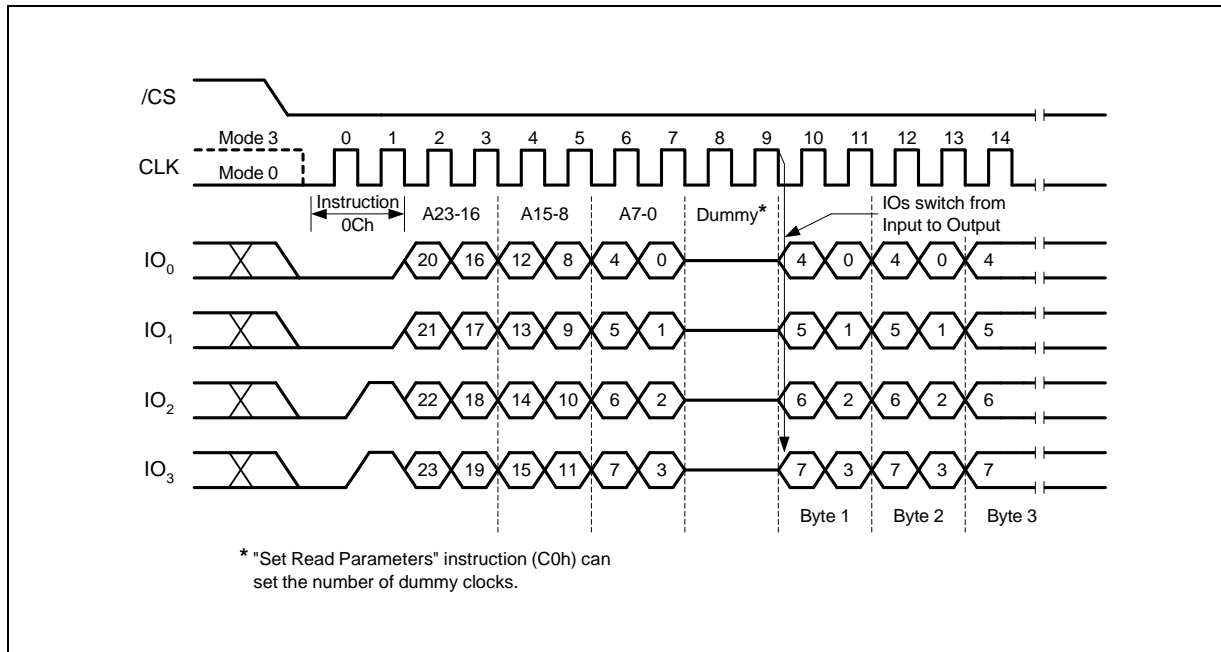 /CS
Mode 3 0 1 2 3 4 5 6 7 8 9 10 11 12 13 14
CLK
Mode 0
Instruction A23-16 A15-8 A7-0 Dummy* IOs switch from
0Ch Input to Output
IO0 20 16 12 8 4 0 4 0 4 0 4
IO1 21 17 13 9 5 1 5 1 5 1 5
IO2 22 18 14 10 6 2 6 2 6 2 6
IO3 23 19 15 11 7 3 7 3 7 3 7
Byte 1 Byte 2 Byte 3
* "Set Read Parameters" instruction (C0h) can
set the number of dummy clocks.